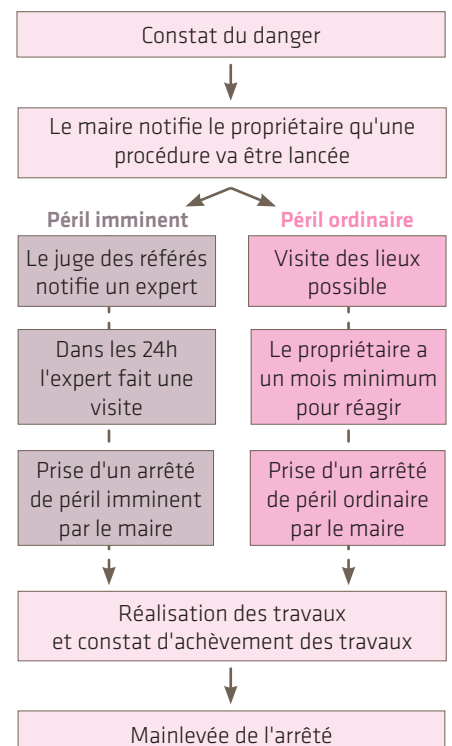 Constat du danger
Le maire notifie le propriétaire qu'une
procédure va être lancée
Péril imminent
Le juge des référés
notifie un expert
Dans les 24h
l'expert fait une
visite
Prise d'un arrêté
de péril imminent
par le maire
Péril ordinaire
Visite des lieux
possible
Le propriétaire a
un mois minimum
pour réagir
Prise d'un arrêté
de péril ordinaire
par le maire
Réalisation des travaux
et constat d'achèvement des travaux
Mainlevée de l'arrêté